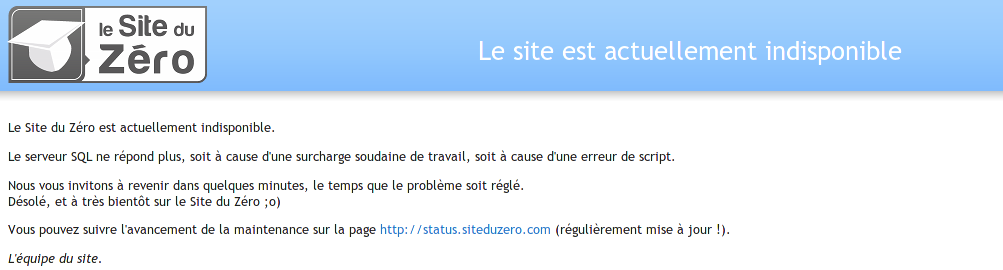 le Site du
Zéro
Le site est actuellement indisponible
Le Site du Zéro est actuellement indisponible.
Le serveur SQL ne répond plus, soit à cause d'une surcharge soudaine de travail, soit à cause d'une erreur de script.
Nous vous invitons à revenir dans quelques minutes, le temps que le problème soit réglé.
Désolé, et à très bientôt sur le Site du Zéro ;o)
Vous pouvez suivre l'avancement de la maintenance sur la page http://status.siteduzero.com (régulièrement mise à jour !).
L'équipe du site.